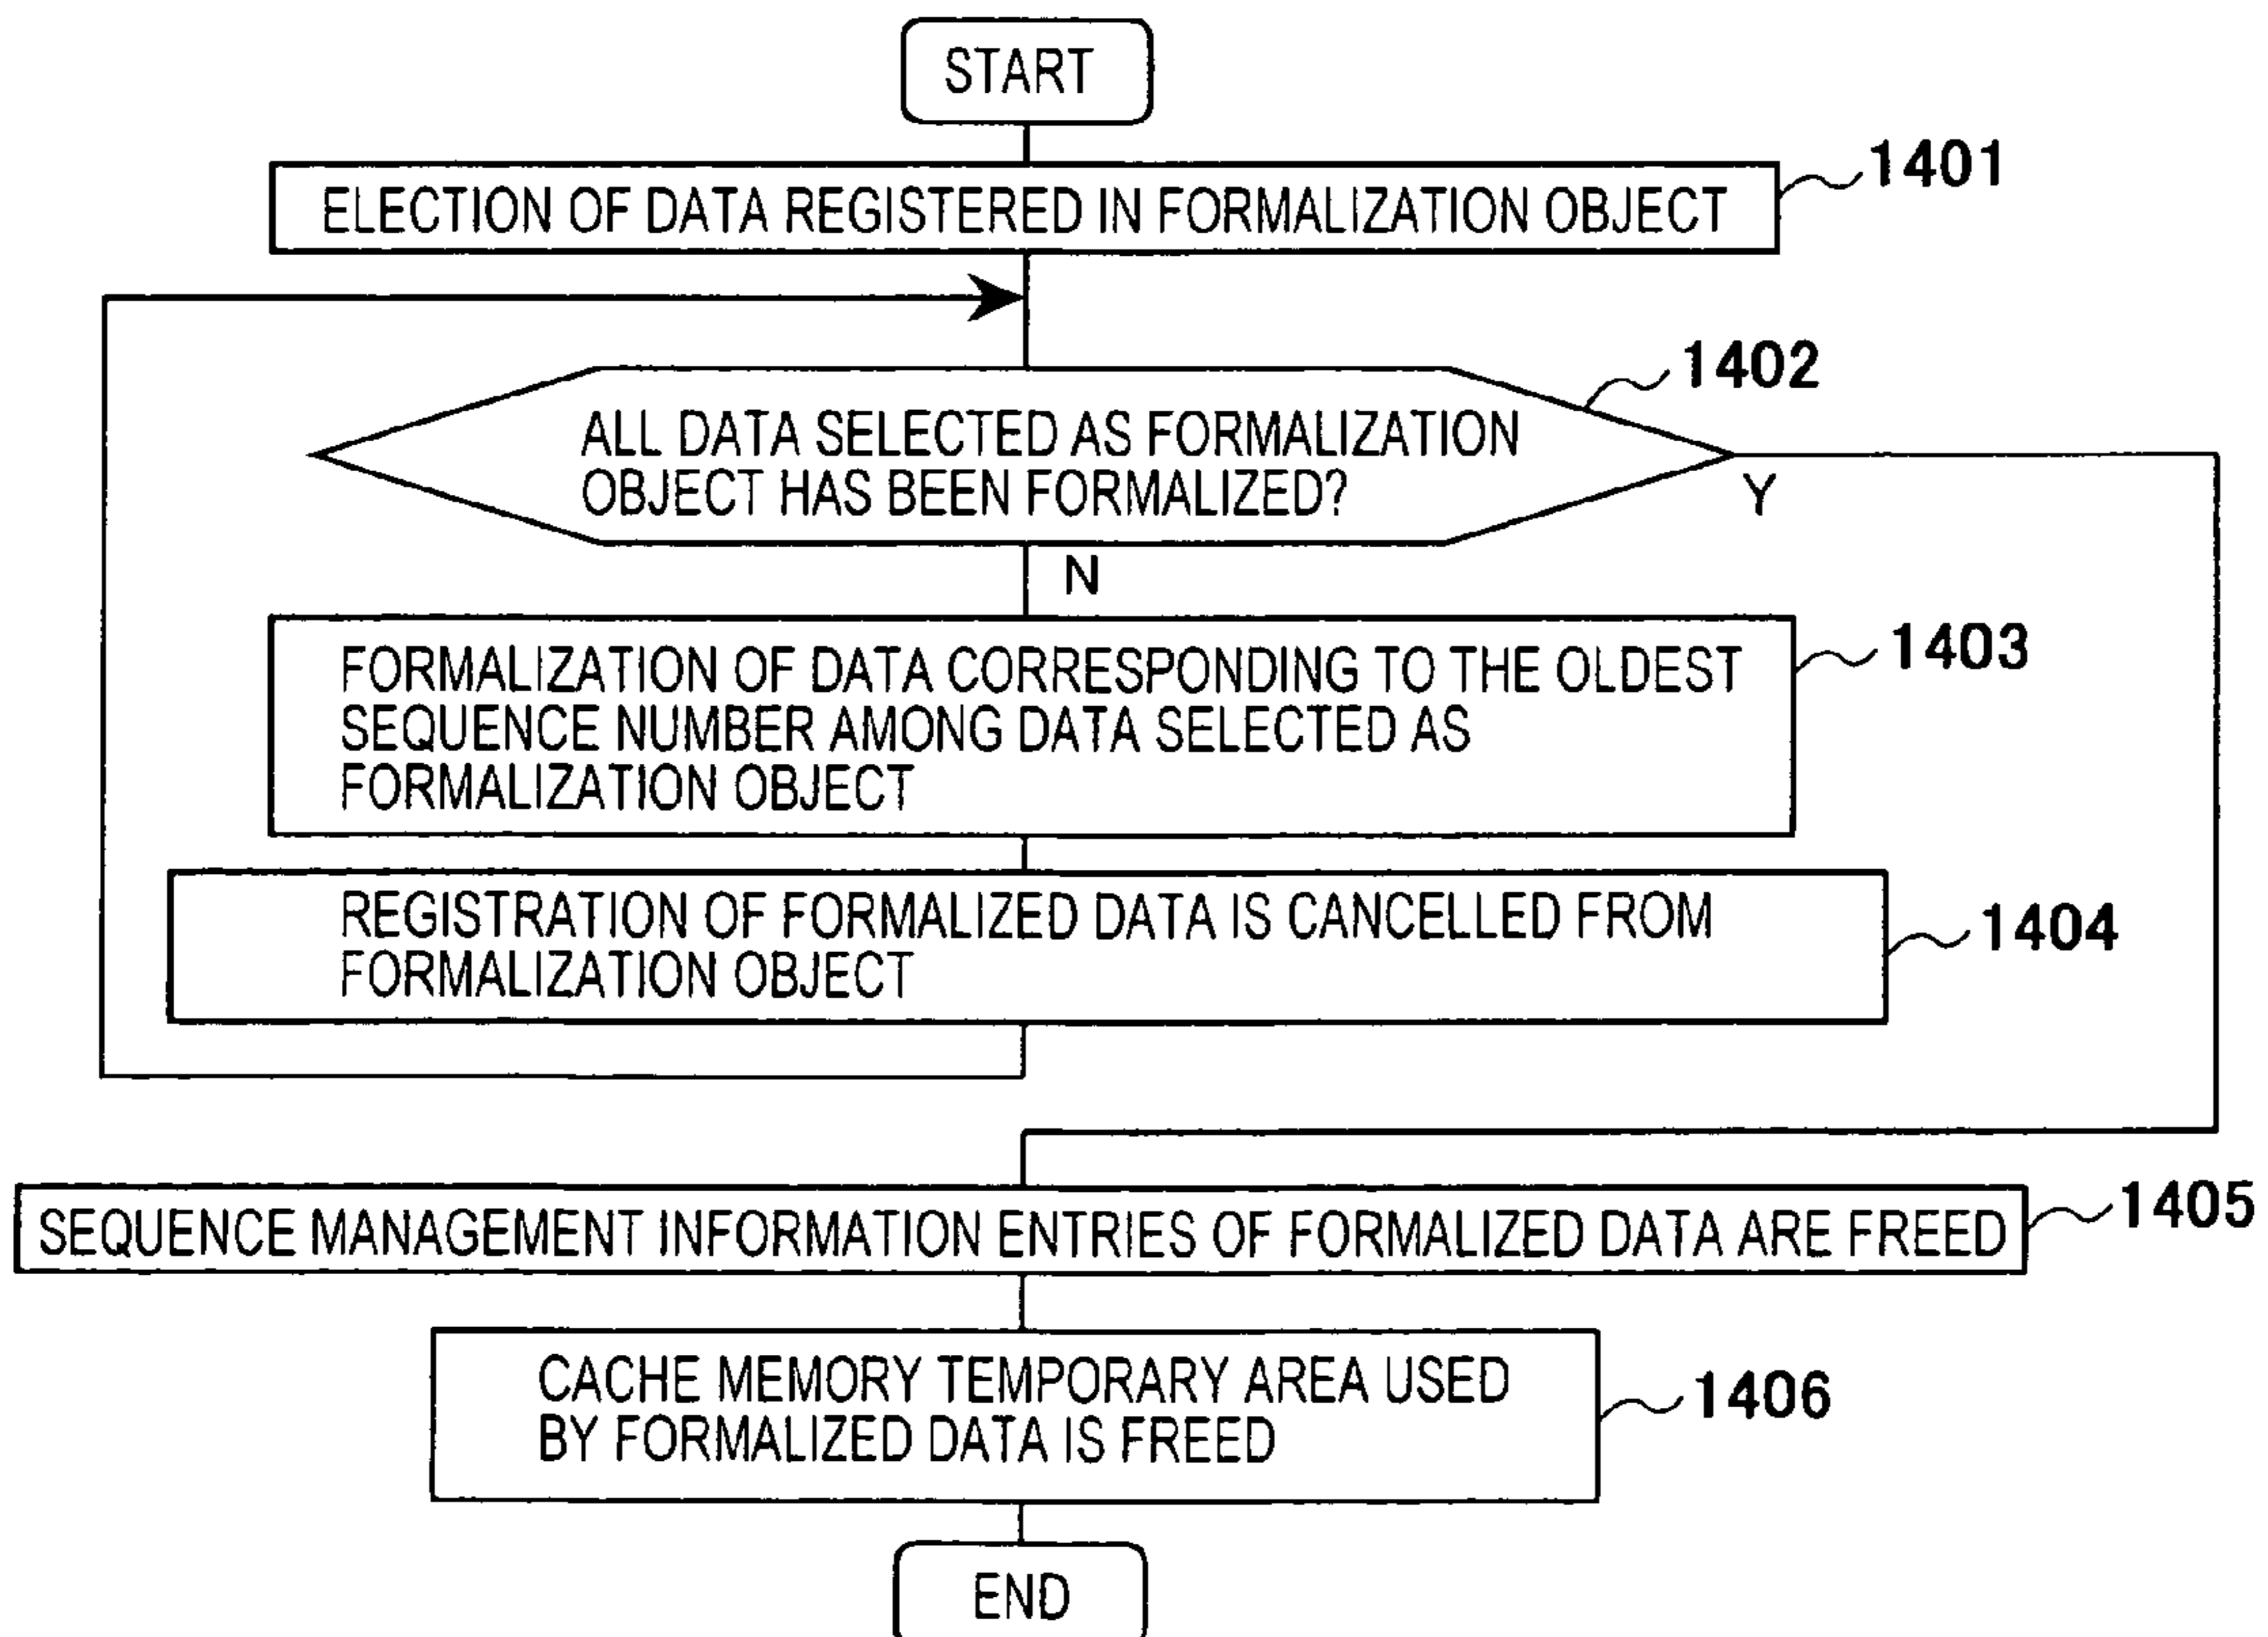 START
1401
ELECTION OF DATA REGISTERED IN FORMALIZATION OBJECT
1402
ALL DATA SELECTED AS FORMALIZATION
OBJECT HAS BEEN FORMALIZED?
Y
N
1403
FORMALIZATION OF DATA CORRESPONDING TO THE OLDEST
SEQUENCE NUMBER AMONG DATA SELECTED AS
FORMALIZATION OBJECT
1404
REGISTRATION OF FORMALIZED DATA IS CANCELLED FROM
FORMALIZATION OBJECT
1405
SEQUENCE MANAGEMENT INFORMATION ENTRIES OF FORMALIZED DATA ARE FREED
1406
CACHE MEMORY TEMPORARY AREA USED
BY FORMALIZED DATA IS FREED
END